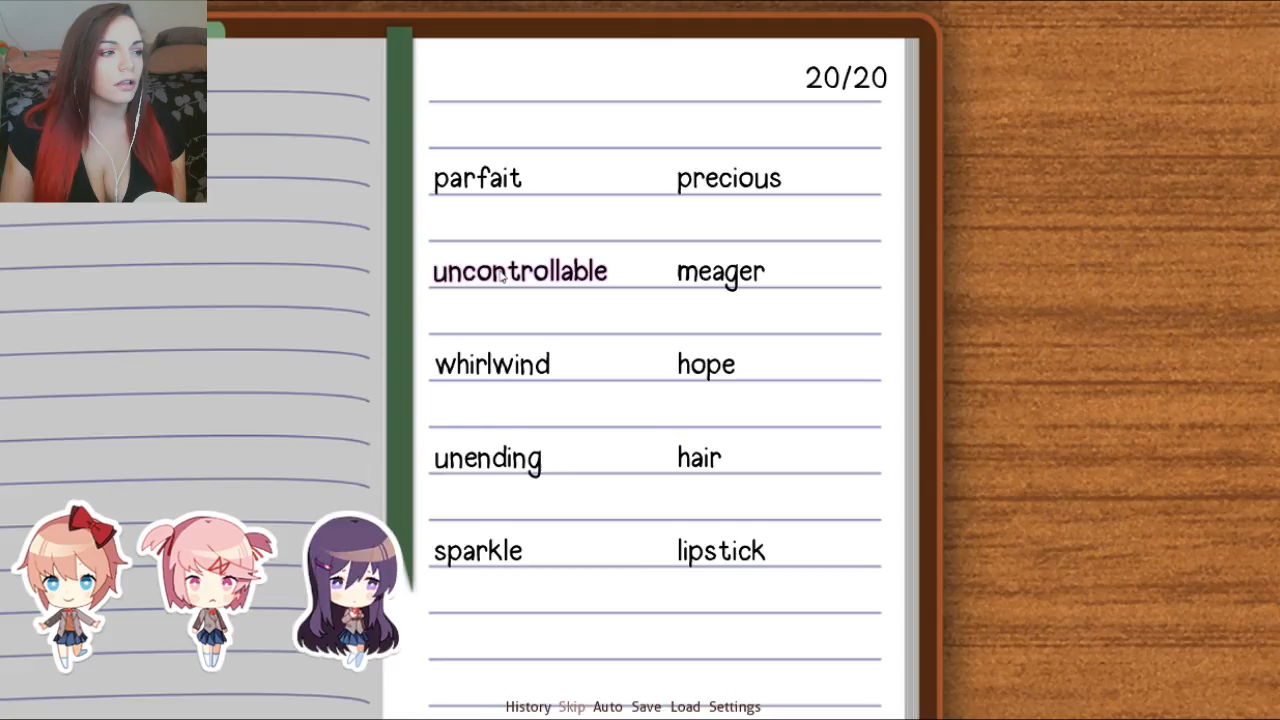 20/20
parfait precious
uncontrollable meager
whirlwind hope
unending hair
sparkle lipstick
History Skip Auto Save Load Settings